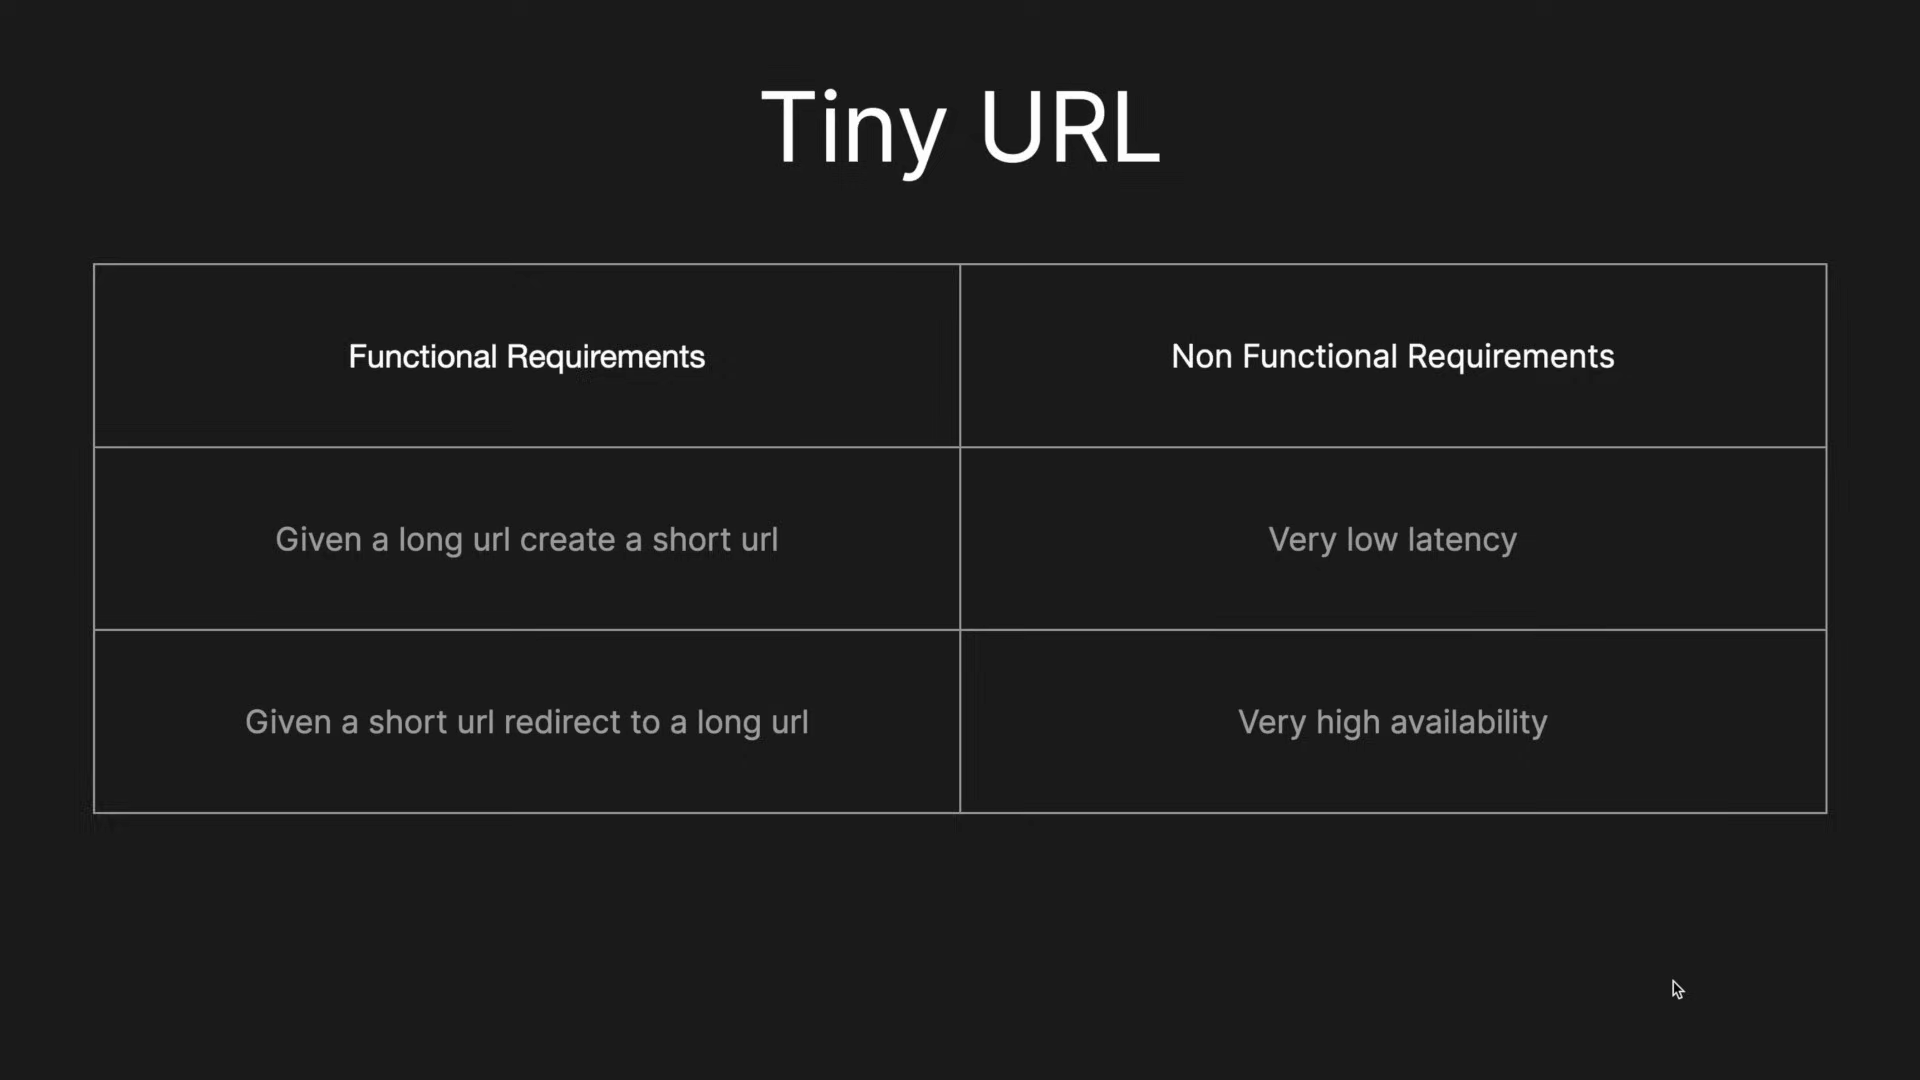 Tiny URL
Functional Requirements
Non Functional Requirements
Given a long url create a short url
Very low latency
Given a short url redirect to a long url
Very high availability